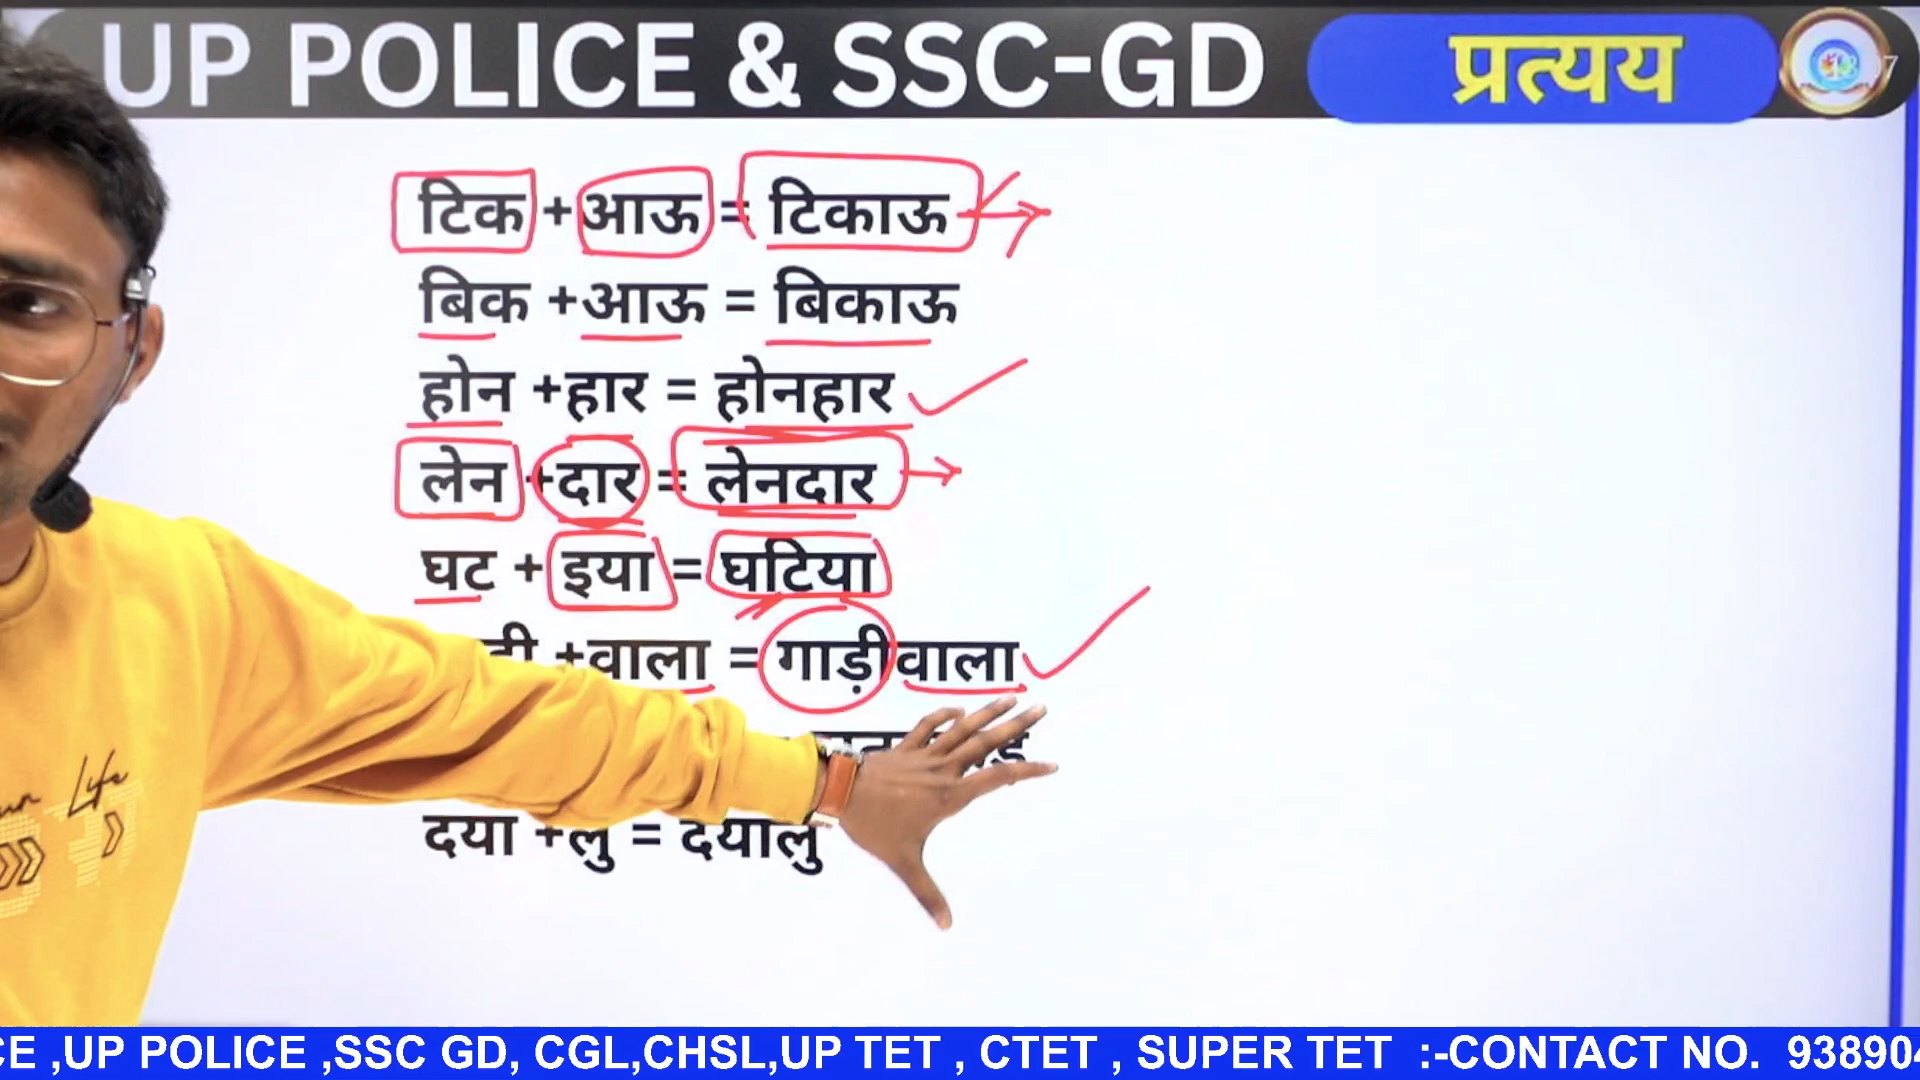 UP POLICE & SSC-GD प्रत्यय
टिक + आऊ = टिकाऊ
बिक + आऊ = बिकाऊ
होन + हार = होनहार
लेन + दार = लेनदार
घट + इया = घटिया
+ वाला = गाड़ीवाला
दया + लु = दयालु
Life
,UP POLICE ,SSC GD, CGL,CHSL,UP TET , CTET , SUPER TET :-CONTACT NO. 93890